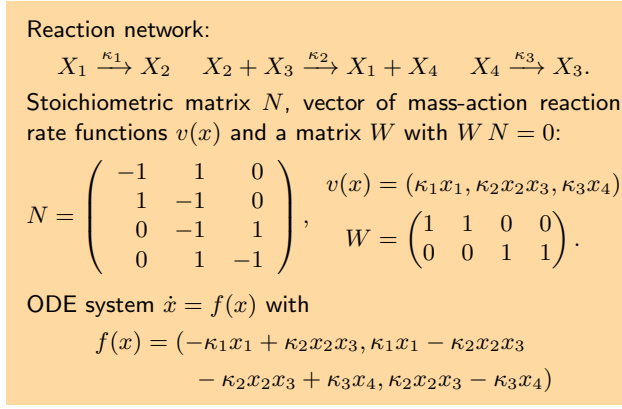 Reaction network:
X₁ —κ₁→ X₂   X₂ + X₃ —κ₂→ X₁ + X₄   X₄ —κ₃→ X₃.
Stoichiometric matrix N, vector of mass-action reaction
rate functions v(x) and a matrix W with W N = 0:
N = ( −1 1 0
1 −1 0
0 −1 1
0 1 −1 ),
v(x) = (κ₁x₁, κ₂x₂x₃, κ₃x₄)
W = ( 1 1 0 0
0 0 1 1 ).
ODE system ẋ = f(x) with
f(x) = (−κ₁x₁ + κ₂x₂x₃, κ₁x₁ − κ₂x₂x₃
− κ₂x₂x₃ + κ₃x₄, κ₂x₂x₃ − κ₃x₄)